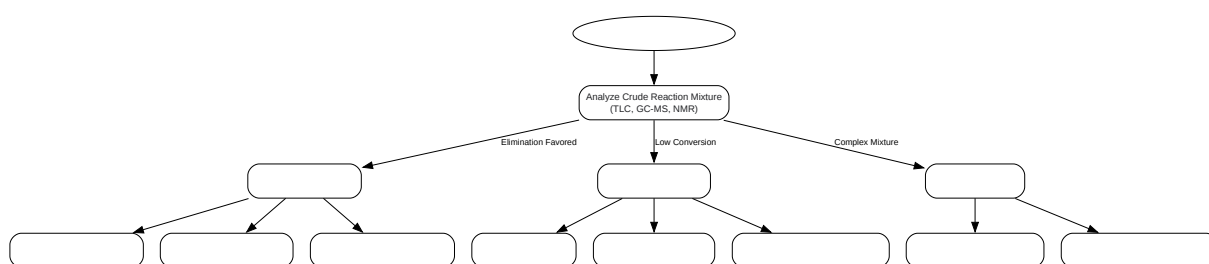 Analyze Crude Reaction Mixture
(TLC, GC-MS, NMR)
Elimination Favored
Low Conversion
Complex Mixture